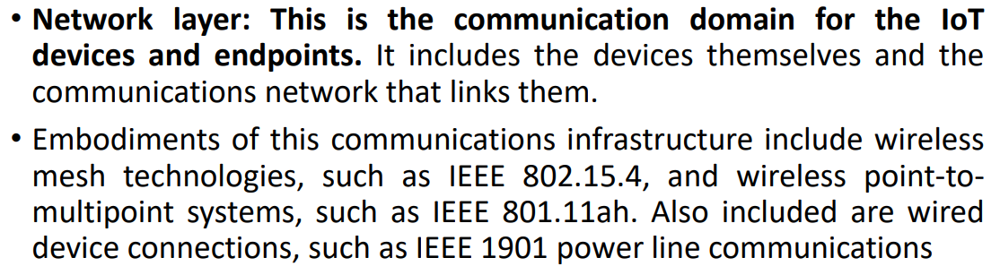 • Network layer: This is the communication domain for the IoT
devices and endpoints. It includes the devices themselves and the
communications network that links them.
• Embodiments of this communications infrastructure include wireless
mesh technologies, such as IEEE 802.15.4, and wireless point-to-
multipoint systems, such as IEEE 801.11ah. Also included are wired
device connections, such as IEEE 1901 power line communications